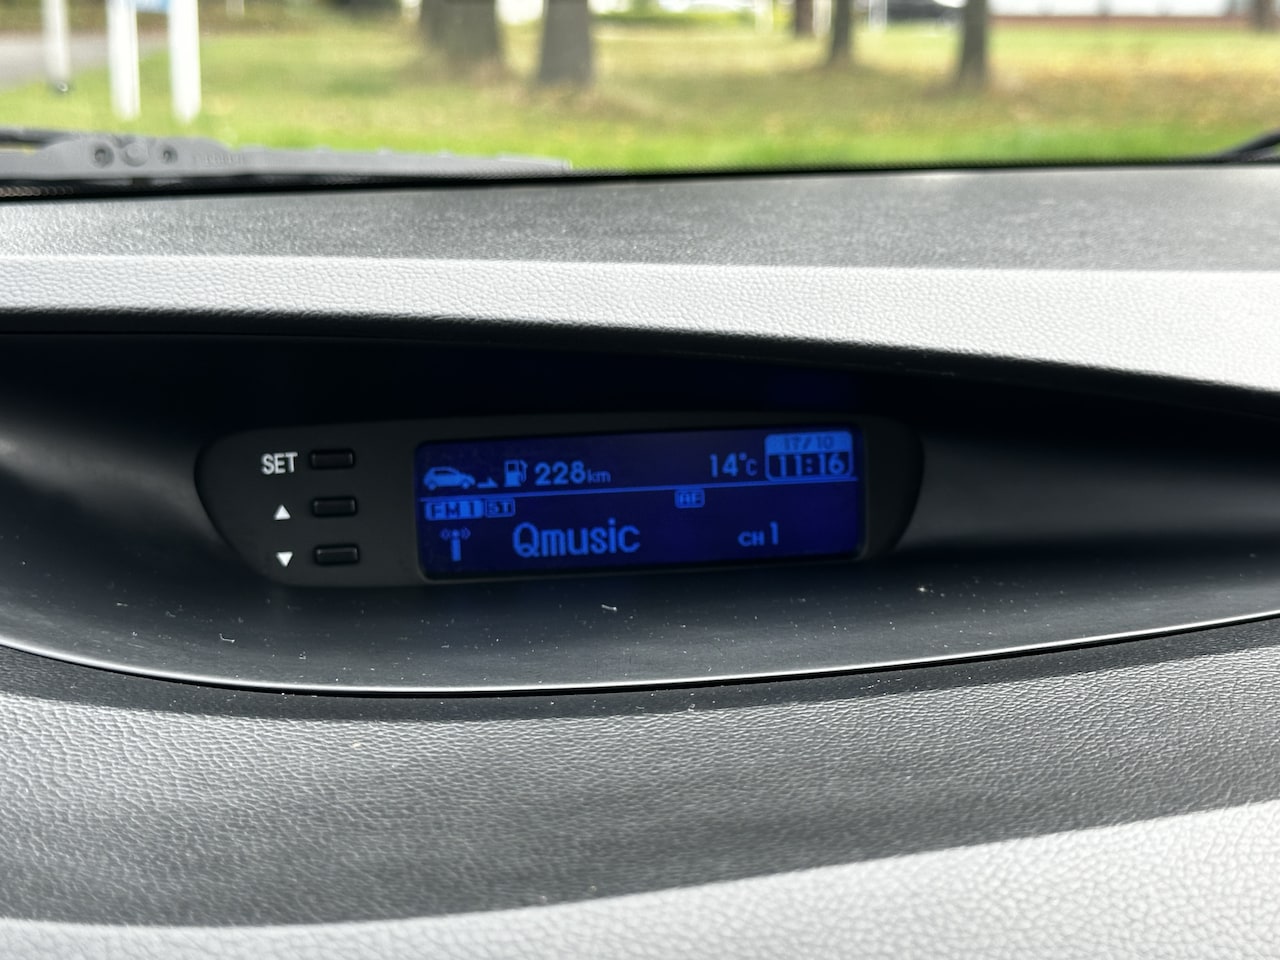 SET
17/10
228km 14°C 11:16
FM 1 ST AF
Qmusic CH 1